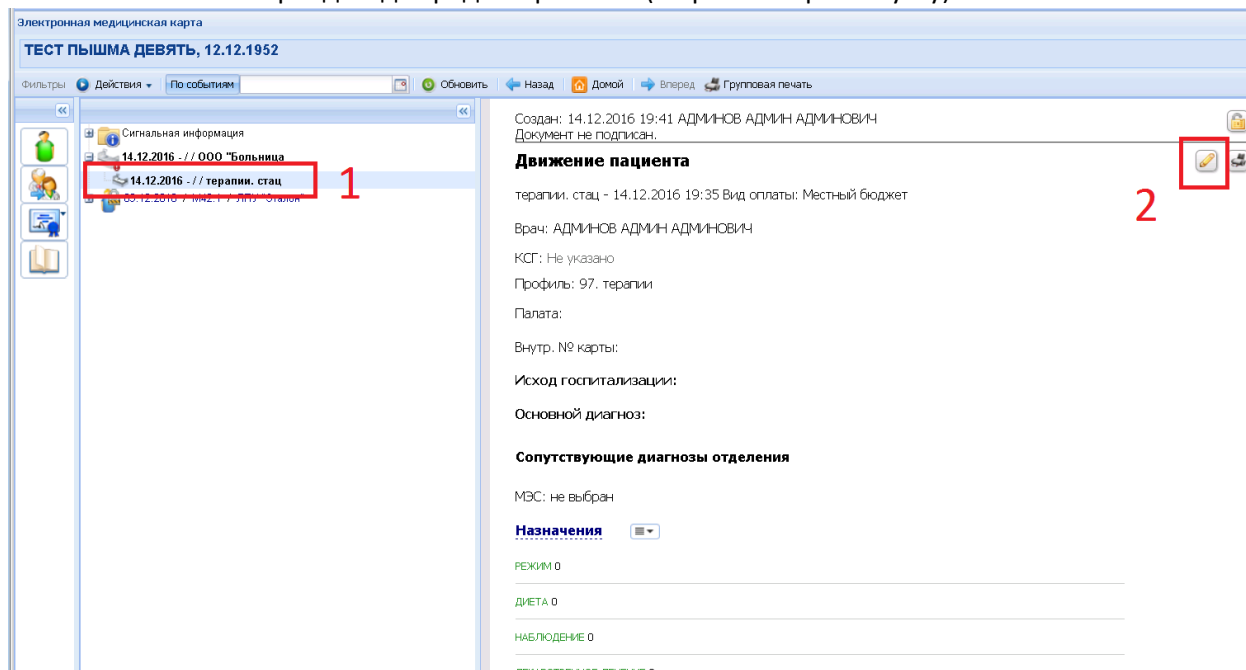 Электронная медицинская карта
ТЕСТ ПЫШМА ДЕВЯТЬ, 12.12.1952
Фильтры Действия По событиям Обновить Назад Домой Вперед Групповая печать
Сигнальная информация
14.12.2016 - / / ООО "Больница
14.12.2016 - / / терапии. стац
1
Создан: 14.12.2016 19:41 АДМИНОВ АДМИН АДМИНОВИЧ
Документ не подписан.
Движение пациента
2
терапии. стац - 14.12.2016 19:35 Вид оплаты: Местный бюджет
Врач: АДМИНОВ АДМИН АДМИНОВИЧ
КСГ: Не указано
Профиль: 97. терапии
Палата:
Внутр. № карты:
Исход госпитализации:
Основной диагноз:
Сопутствующие диагнозы отделения
МЭС: не выбран
Назначения
РЕЖИМ 0
ДИЕТА 0
НАБЛЮДЕНИЕ 0